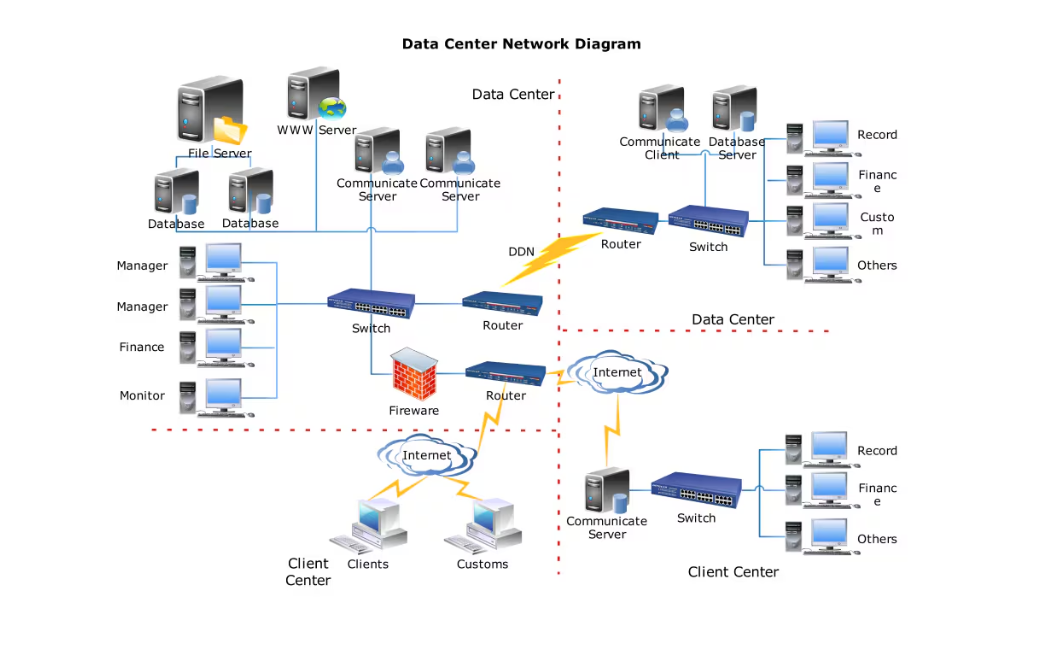 Data Center Network Diagram
Data Center
WWW Server
File Server
Communicate
Server
Communicate
Server
Database
Database
Manager
Manager
Finance
Monitor
Switch
Router
DDN
Fireware
Router
Communicate
Client
Database
Server
Record
Financ
e
Custo
m
Others
Router
Switch
Data Center
Internet
Internet
Clients
Customs
Client
Center
Communicate
Server
Switch
Record
Financ
e
Others
Client Center